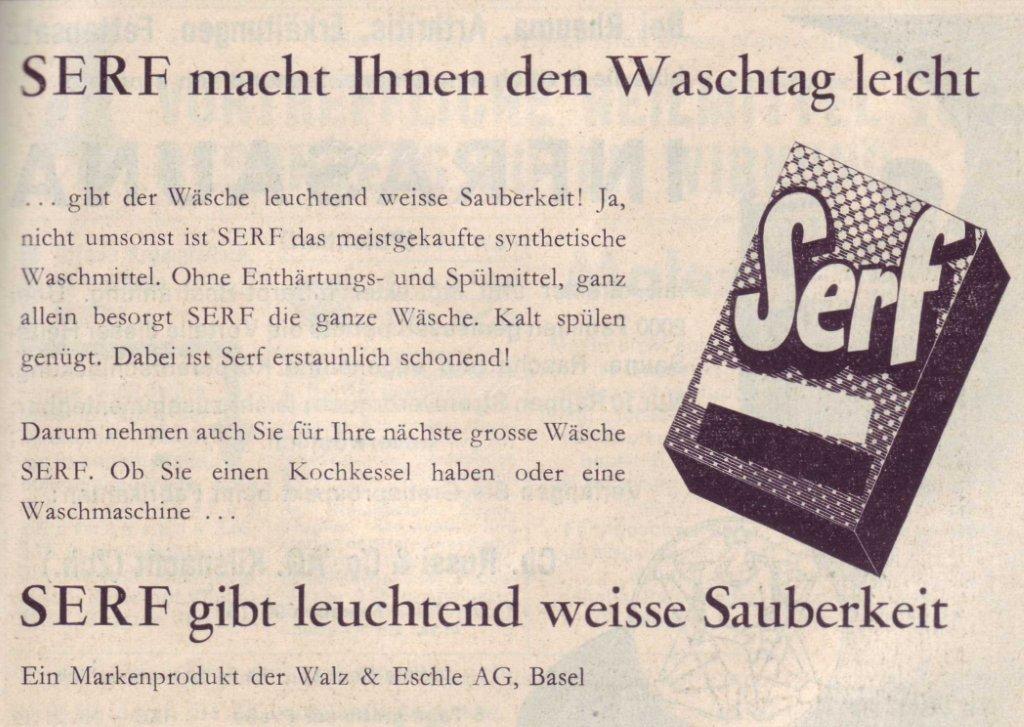 SERF macht Ihnen den Waschtag leicht
... gibt der Wäsche leuchtend weisse Sauberkeit! Ja,
nicht umsonst ist SERF das meistgekaufte synthetische
Waschmittel. Ohne Enthärtungs- und Spülmittel, ganz
allein besorgt SERF die ganze Wäsche. Kalt spülen
genügt. Dabei ist Serf erstaunlich schonend!
Serf
Darum nehmen auch Sie für Ihre nächste grosse Wäsche
SERF. Ob Sie einen Kochkessel haben oder eine
Waschmaschine ...
SERF gibt leuchtend weisse Sauberkeit
Ein Markenprodukt der Walz & Eschle AG, Basel